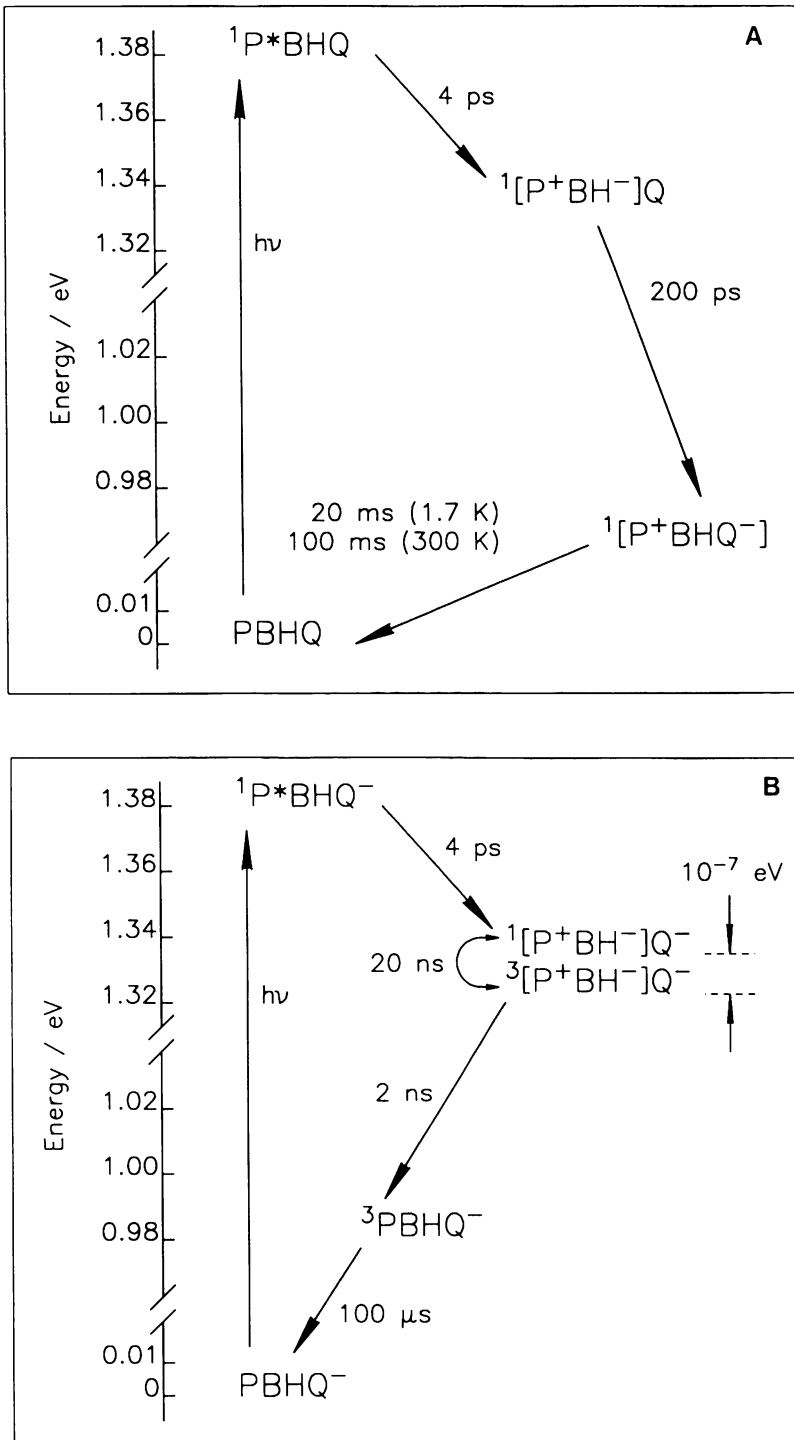 A
1.38
¹P*BHQ
4 ps
1.36
1.34
¹[P⁺BH⁻]Q
1.32
hν
200 ps
Energy / eV
1.02
1.00
0.98
20 ms (1.7 K)
100 ms (300 K)
¹[P⁺BHQ⁻]
0.01
PBHQ
0
B
1.38
¹P*BHQ⁻
4 ps
1.36
10⁻⁷ eV
1.34
¹[P⁺BH⁻]Q⁻
20 ns
³[P⁺BH⁻]Q⁻
1.32
hν
Energy / eV
2 ns
1.02
1.00
³PBHQ⁻
0.98
100 μs
0.01
PBHQ⁻
0